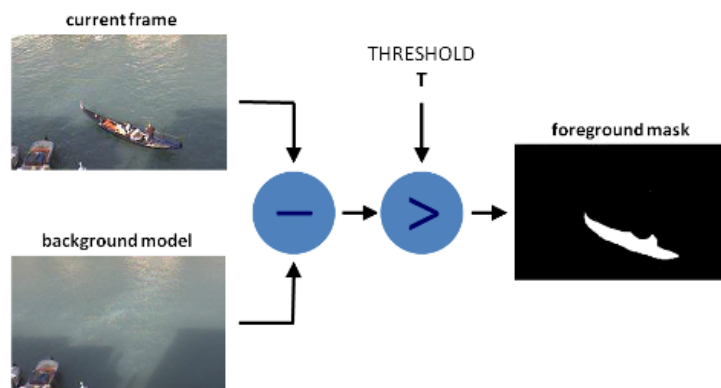 current frame
THRESHOLD
T
foreground mask
−
>
background model